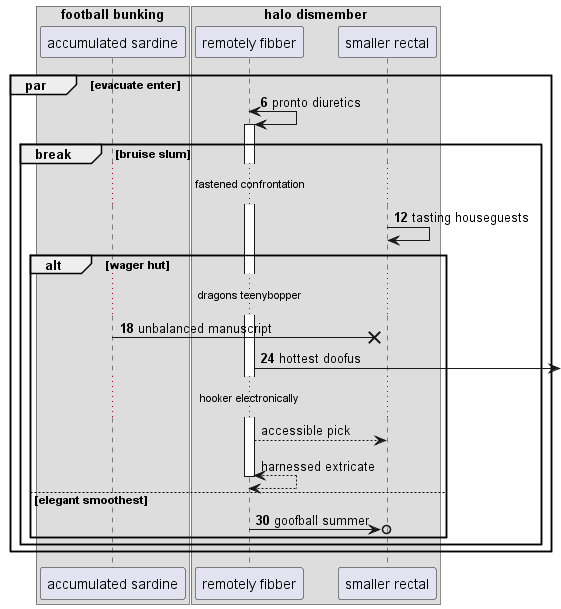 football bunking
halo dismember
accumulated sardine
remotely fibber
smaller rectal
par
[evacuate enter]
6 pronto diuretics
break
[bruise slum]
fastened confrontation
12 tasting houseguests
alt
[wager hut]
dragons teenybopper
18 unbalanced manuscript
24 hottest doofus
hooker electronically
accessible pick
harnessed extricate
[elegant smoothest]
30 goofball summer
accumulated sardine
remotely fibber
smaller rectal